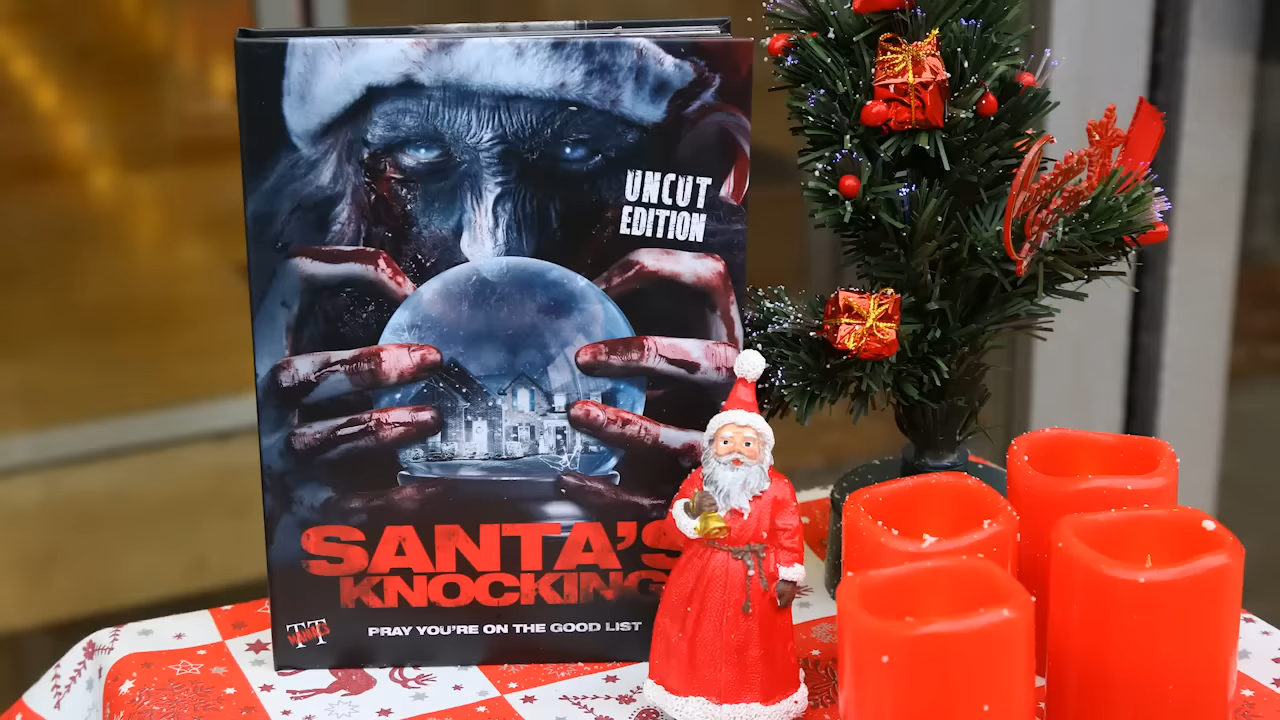 UNCUT
EDITION
SANTA'S
KNOCKING
PRAY YOU'RE ON THE GOOD LIST